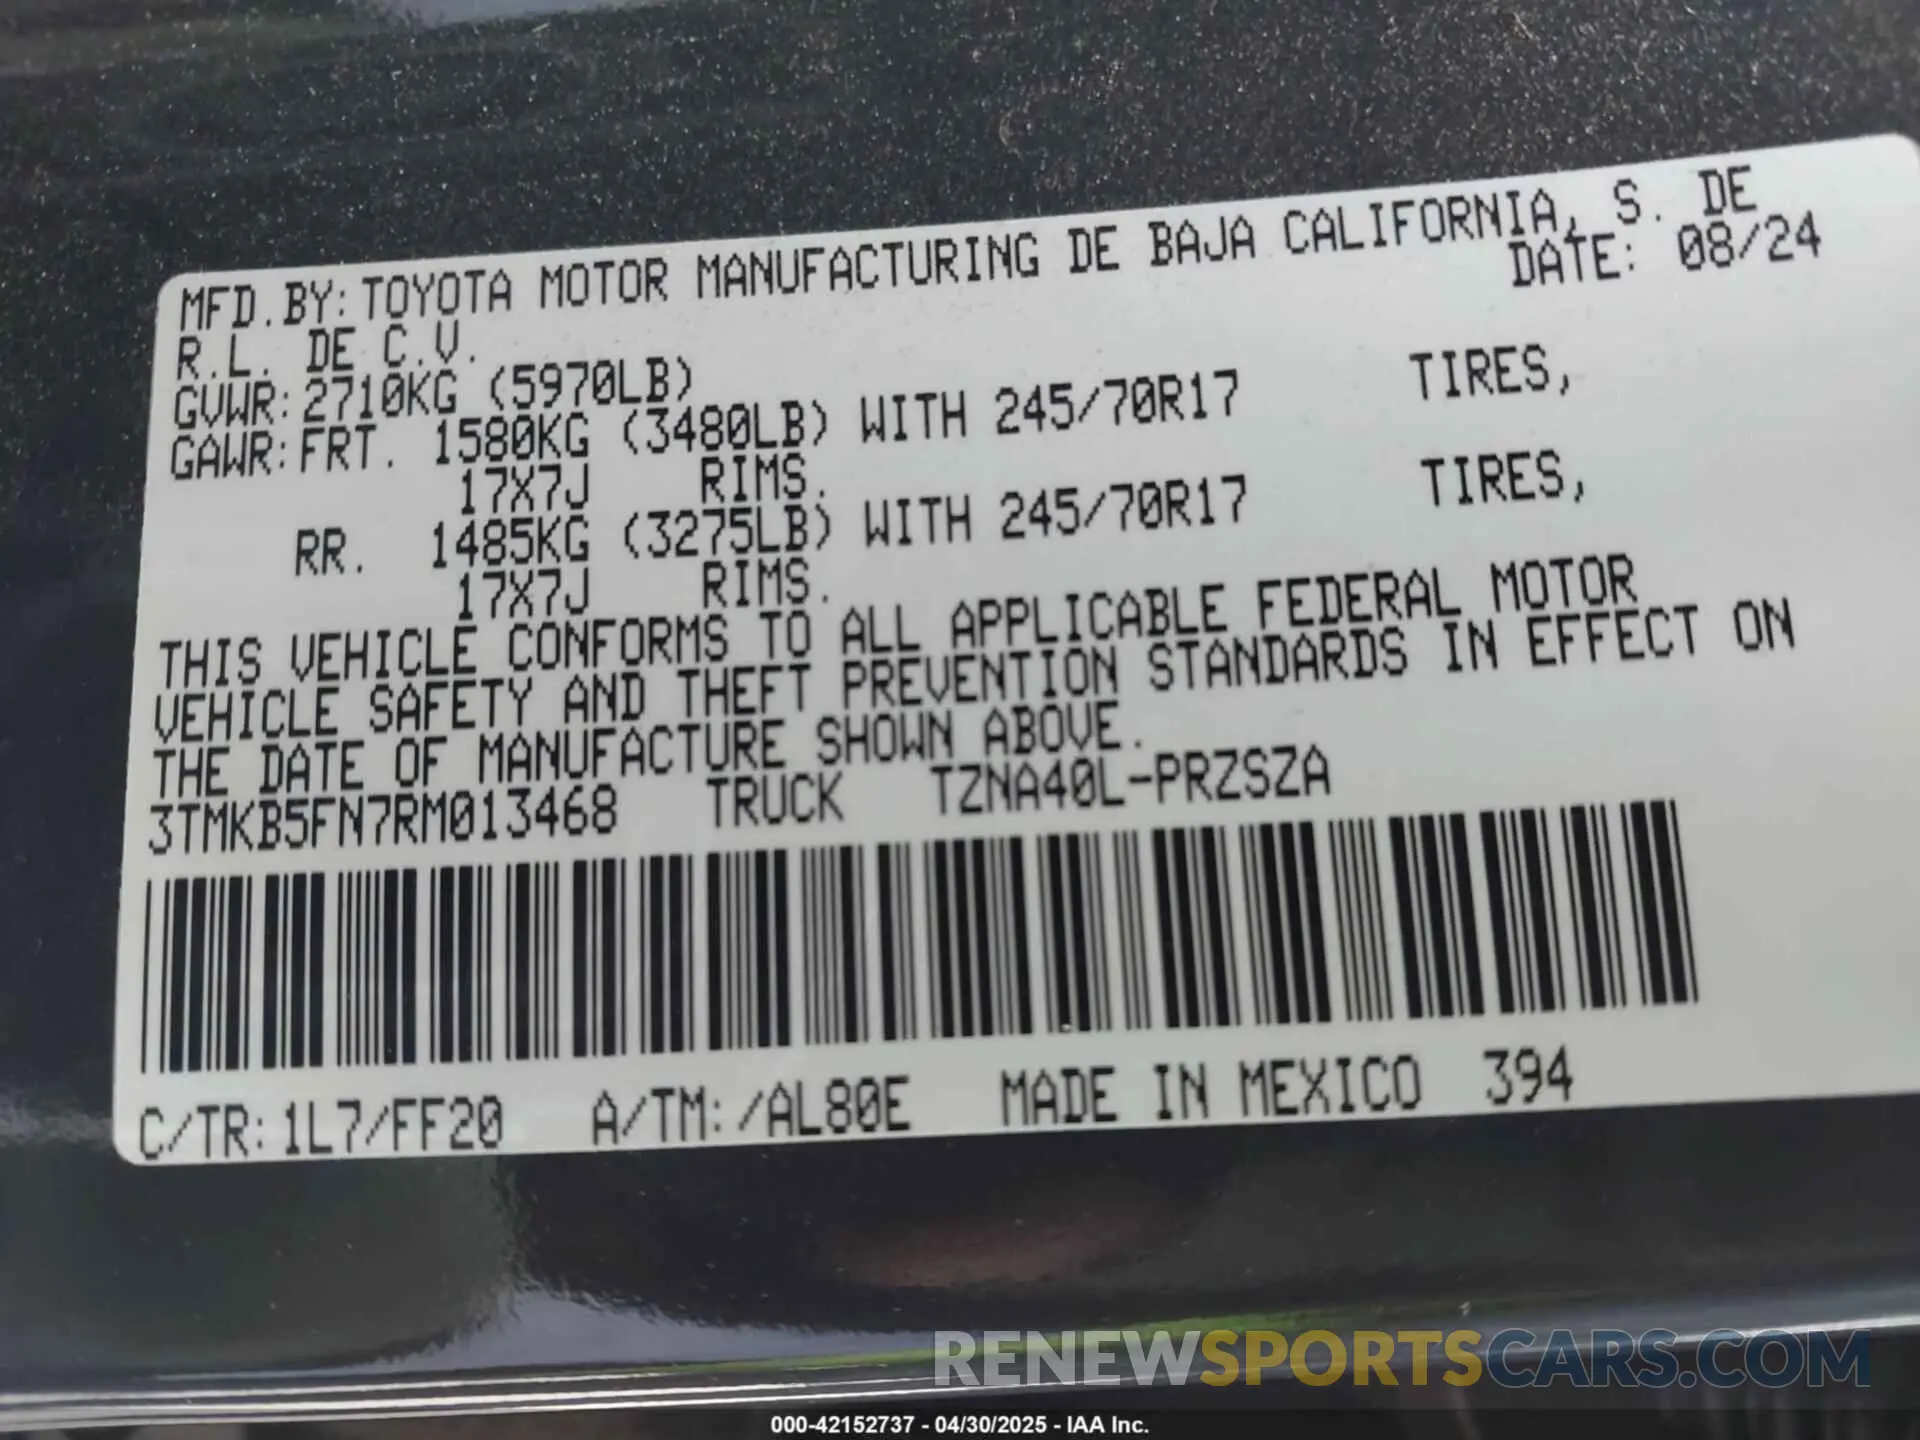 MFD.BY:TOYOTA MOTOR MANUFACTURING DE BAJA CALIFORNIA, S. DE
R.L. DE C.V. DATE: 08/24
GVWR:2710KG (5970LB)
GAWR:FRT. 1580KG (3480LB) WITH 245/70R17 TIRES,
17X7J RIMS.
RR. 1485KG (3275LB) WITH 245/70R17 TIRES,
17X7J RIMS.
THIS VEHICLE CONFORMS TO ALL APPLICABLE FEDERAL MOTOR
VEHICLE SAFETY AND THEFT PREVENTION STANDARDS IN EFFECT ON
THE DATE OF MANUFACTURE SHOWN ABOVE.
3TMKB5FN7RM013468 TRUCK TZNA40L-PRZSZA
C/TR:1L7/FF20 A/TM:/AL80E MADE IN MEXICO 394
RENEWSPORTSCARS.COM
000-42152737 - 04/30/2025 - IAA Inc.